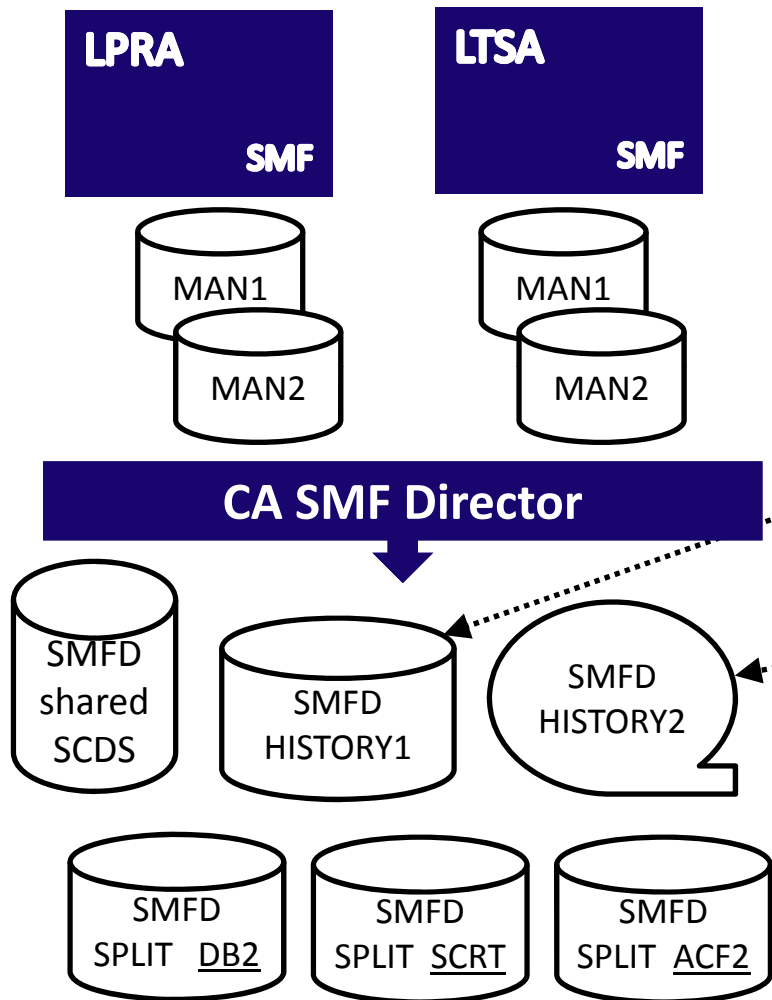 LPRA
SMF
LTSA
SMF
MAN1
MAN2
MAN1
MAN2
CA SMF Director
SMFD
shared
SCDS
SMFD
HISTORY1
SMFD
HISTORY2
SMFD
SPLIT DB2
SMFD
SPLIT SCRT
SMFD
SPLIT ACF2